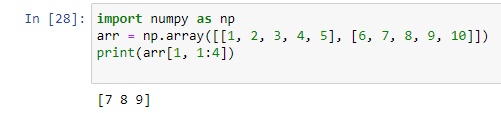 In [28]: import numpy as np
arr = np.array([[1, 2, 3, 4, 5], [6, 7, 8, 9, 10]])
print(arr[1, 1:4])
[7 8 9]